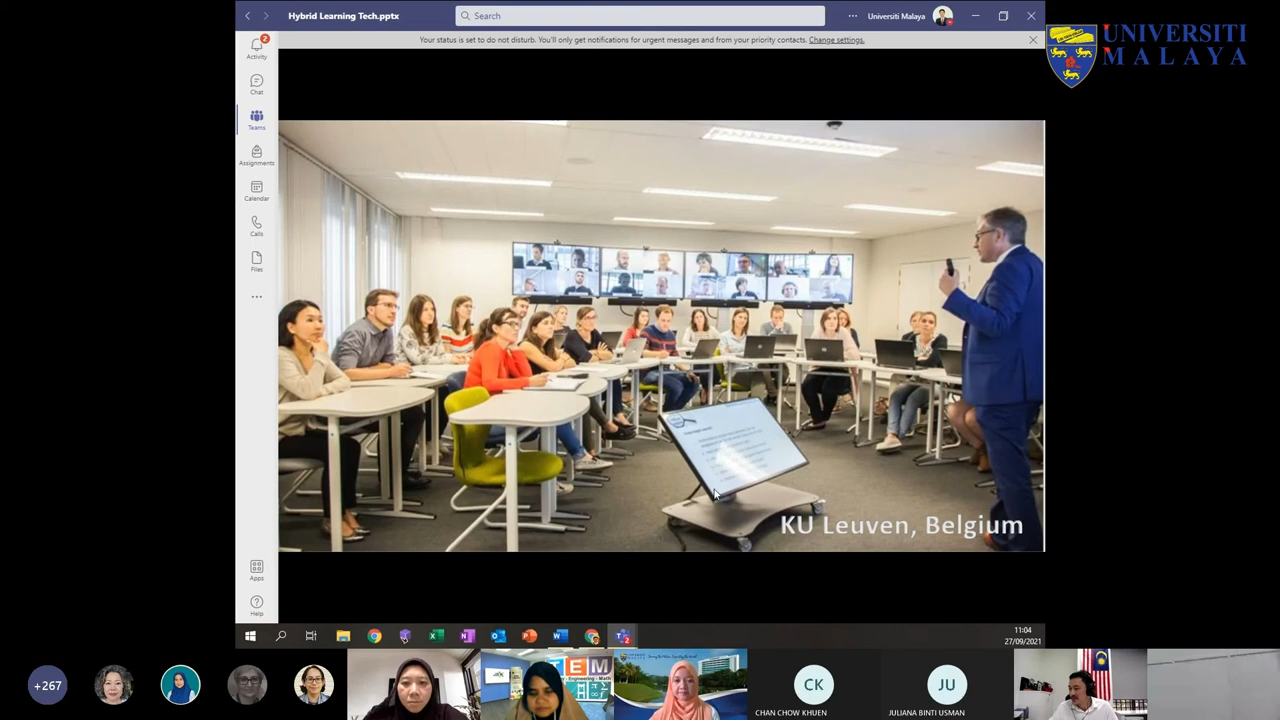 Hybrid Learning Tech.pptx
Search
Universiti Malaya
UNIVERSITI
MALAYA
Your status is set to do not disturb. You'll only get notifications for urgent messages and from your priority contacts. Change settings.
2
Activity
Chat
Teams
Assignments
Calendar
Calls
Files
Apps
Help
KU Leuven, Belgium
11:04
27/09/2021
+267
CK
CHAN CHOW KHUEN
JU
JULIANA BINTI USMAN